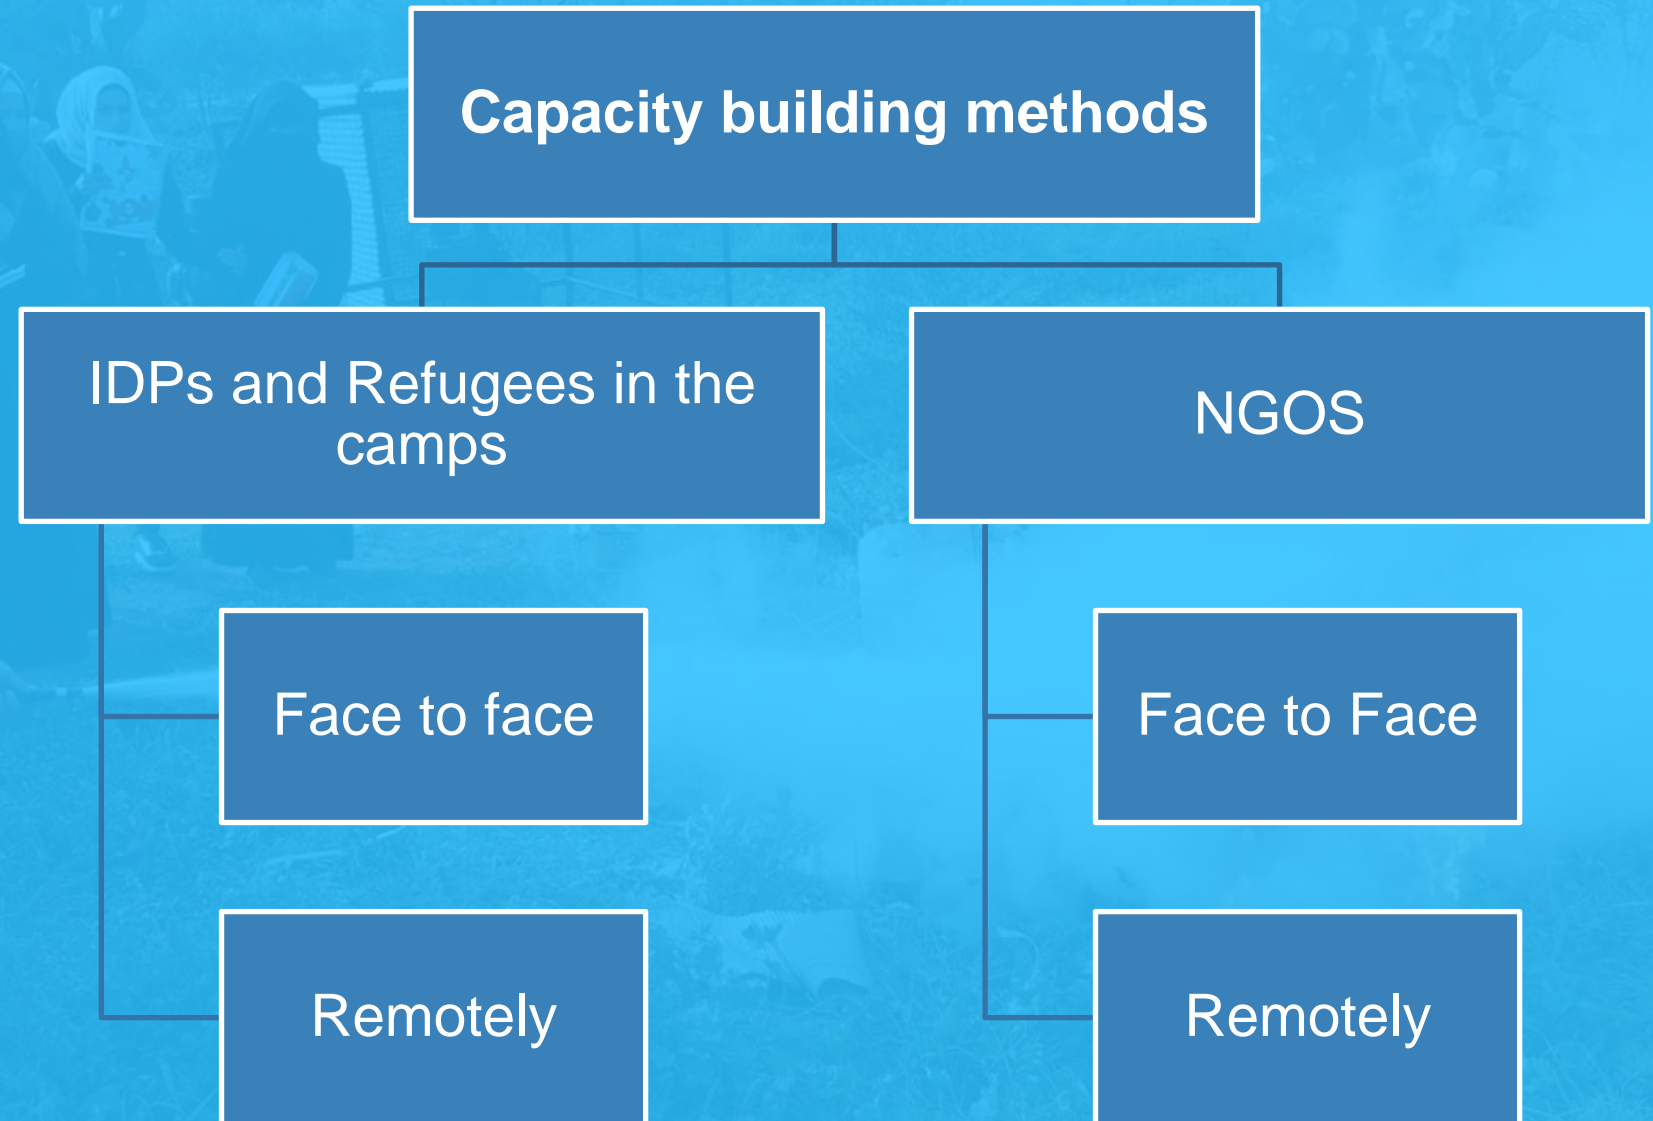 Capacity building methods
IDPs and Refugees in the
camps
NGOS
Face to face
Face to Face
Remotely
Remotely